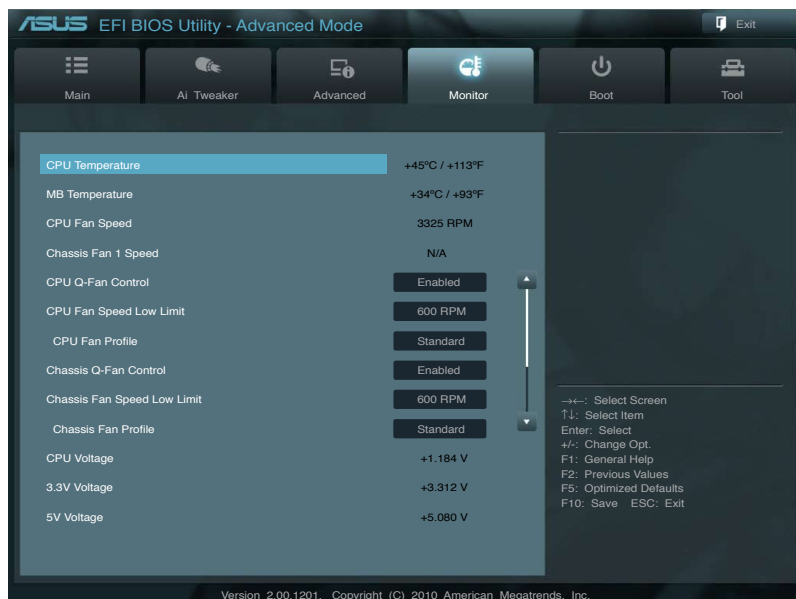 ASUS EFI BIOS Utility - Advanced Mode
Exit
Main
Ai Tweaker
Advanced
Monitor
Boot
Tool
CPU Temperature +45ºC / +113ºF
MB Temperature +34ºC / +93ºF
CPU Fan Speed 3325 RPM
Chassis Fan 1 Speed N/A
CPU Q-Fan Control Enabled
CPU Fan Speed Low Limit 600 RPM
CPU Fan Profile Standard
Chassis Q-Fan Control Enabled
Chassis Fan Speed Low Limit 600 RPM
Chassis Fan Profile Standard
CPU Voltage +1.184 V
3.3V Voltage +3.312 V
5V Voltage +5.080 V
→←: Select Screen
↑↓: Select Item
Enter: Select
+/-: Change Opt.
F1: General Help
F2: Previous Values
F5: Optimized Defaults
F10: Save ESC: Exit
Version 2.00.1201. Copyright (C) 2010 American Megatrends, Inc.